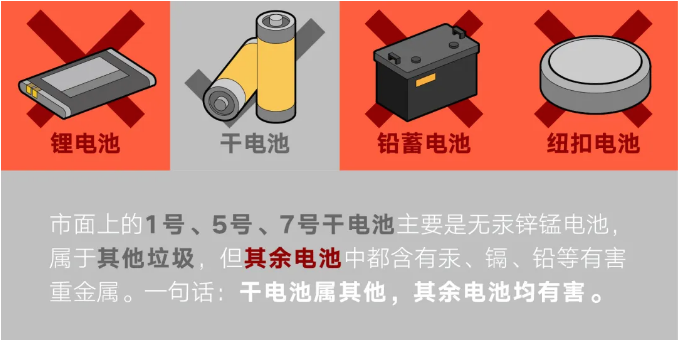 锂电池
干电池
铅蓄电池
纽扣电池
市面上的1号、5号、7号干电池主要是无汞锌锰电池，
属于其他垃圾，但其余电池中都含有汞、镉、铅等有害
重金属。一句话：干电池属其他，其余电池均有害。